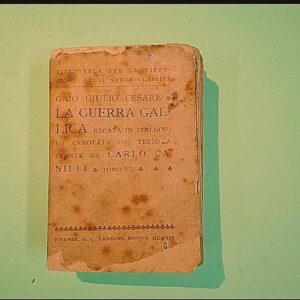 BIBLIOTECA PER LA DIFFU
SIONE DEGLI STUDI CLASSICI
GAIO GIULIO CESARE
LA GUERRA GAL
LICA RECATA IN ITALIANO
ED ANNOTATA COL TESTO A
FRONTE DA CARLO CA
NILLI TOMO III.
FIRENZE, G. C. SANSONI, EDITORE